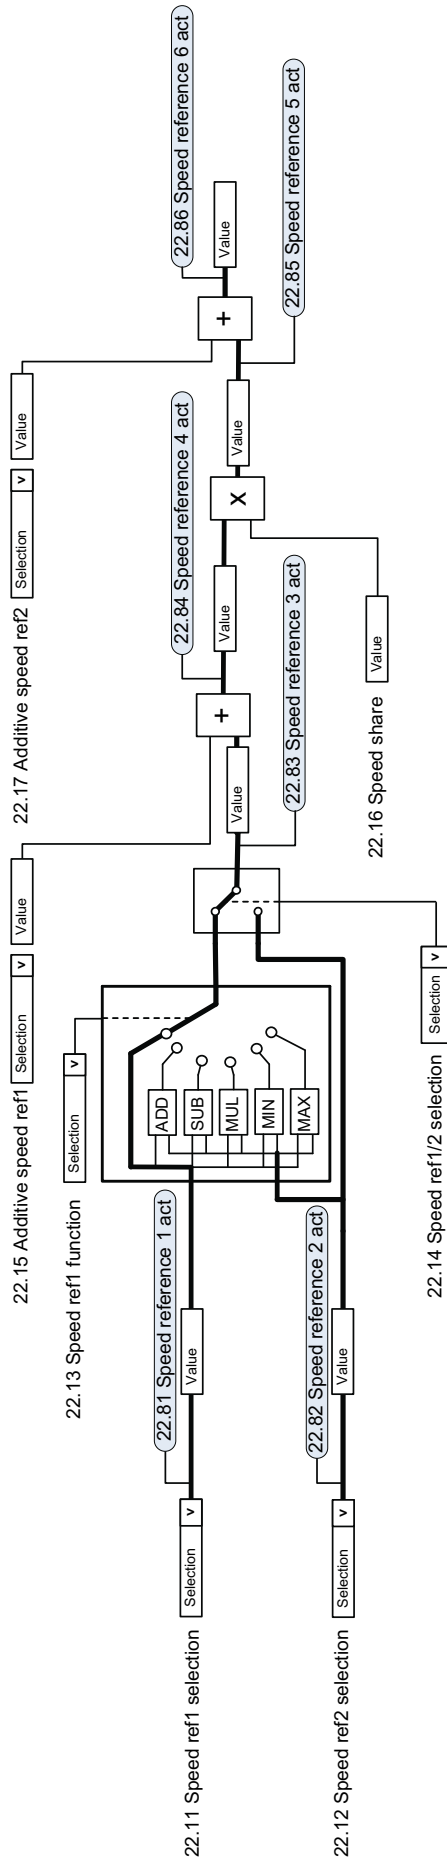 22.11 Speed ref1 selection
Selection
v
22.81 Speed reference 1 act
Value
22.12 Speed ref2 selection
Selection
v
22.82 Speed reference 2 act
Value
22.13 Speed ref1 function
Selection
v
ADD
SUB
MUL
MIN
MAX
22.14 Speed ref1/2 selection
Selection
v
22.15 Additive speed ref1
Selection
v
Value
22.83 Speed reference 3 act
Value
+
22.84 Speed reference 4 act
Value
22.16 Speed share
Value
X
Value
22.85 Speed reference 5 act
22.17 Additive speed ref2
Selection
v
Value
+
22.86 Speed reference 6 act
Value